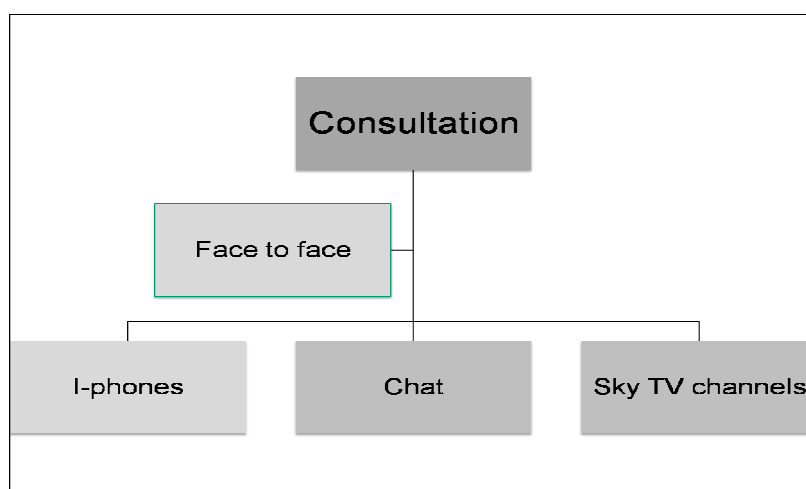 Consultation
Face to face
I-phones
Chat
Sky TV channels